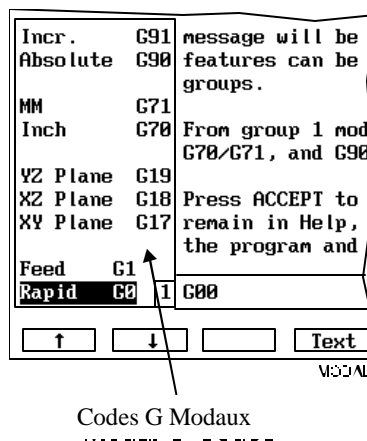 Incr. G91
Absolute G90
MM G71
Inch G70
YZ Plane G19
XZ Plane G18
XY Plane G17
Feed G1
Rapid G0
message will be
features can be
groups.
From group 1 mod
G70/G71, and G90
Press ACCEPT to
remain in Help,
the program and
1 G00
↑ ↓ Text
MODAL
Codes G Modaux